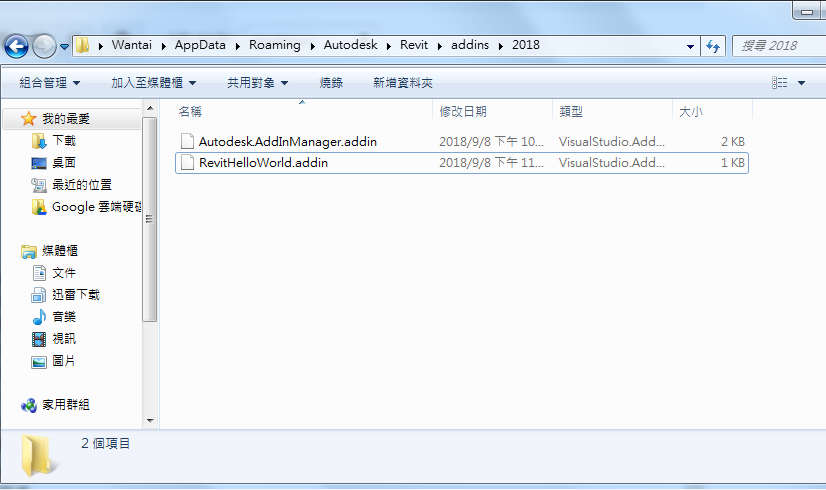 Wantai AppData Roaming Autodesk Revit addins 2018 搜尋 2018
組合管理 加入至媒體櫃 共用對象 燒錄 新增資料夾
我的最愛
下載
桌面
最近的位置
Google 雲端硬碟
媒體櫃
文件
迅雷下載
音樂
視訊
圖片
家用群組
名稱 修改日期 類型 大小
Autodesk.AddInManager.addin 2018/9/8 下午 10... VisualStudio.Add... 2 KB
RevitHelloWorld.addin 2018/9/8 下午 11... VisualStudio.Add... 1 KB
2 個項目